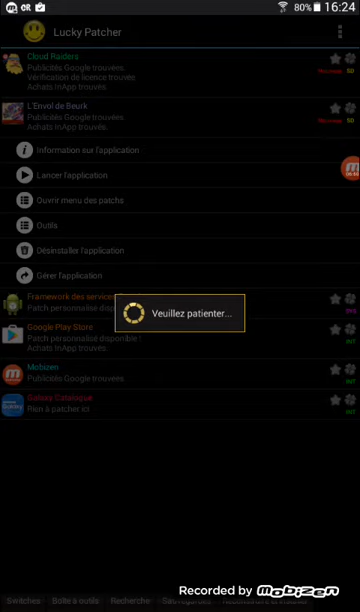 CR 80% 16:24
Lucky Patcher
Cloud Raiders
Publicités Google trouvées.
Vérification de licence trouvée
Achats InApp trouvés
L'Envol de Beurk
Publicités Google trouvées.
Achats InApp trouvés.
Information sur l'application
Lancer l'application
Ouvrir menu des patchs
Outils
Désinstaller l'application
Gérer l'application
Framework des services
Patch personnalisé disp
Veuillez patienter...
Google Play Store
Patch personnalisé disponible :
Achats InApp trouvés.
Mobizen
Publicités Google trouvées
Galaxy Catalogue
Rien à patcher ici
Switches Boîte à outils Recherche
Recorded by Mobizen